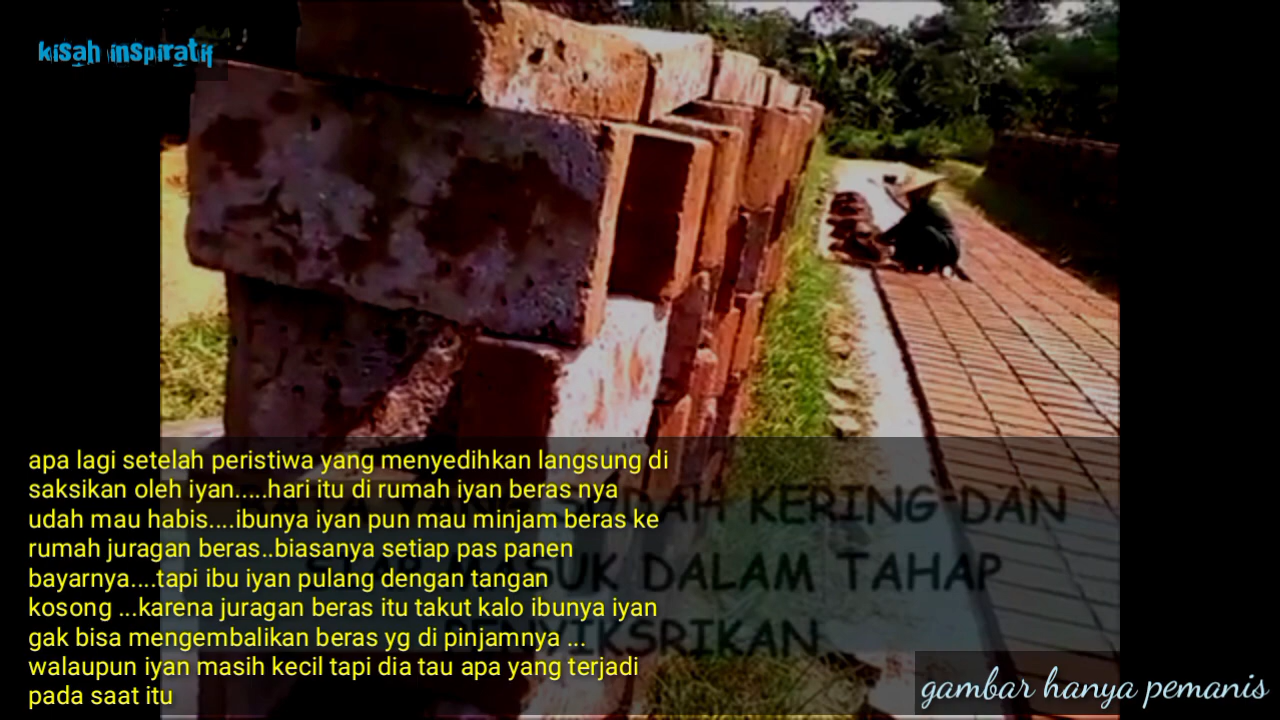 kisah inspiratif
apa lagi setelah peristiwa yang menyedihkan langsung di
saksikan oleh iyan.....hari itu di rumah iyan beras nya
udah mau habis....ibunya iyan pun mau minjam beras ke
rumah juragan beras..biasanya setiap pas panen
bayarnya....tapi ibu iyan pulang dengan tangan
kosong ...karena juragan beras itu takut kalo ibunya iyan
gak bisa mengembalikan beras yg di pinjamnya ...
walaupun iyan masih kecil tapi dia tau apa yang terjadi
pada saat itu
KERING DAN
DALAM TAHAP
PENYIKSRIKAN
gambar hanya pemanis